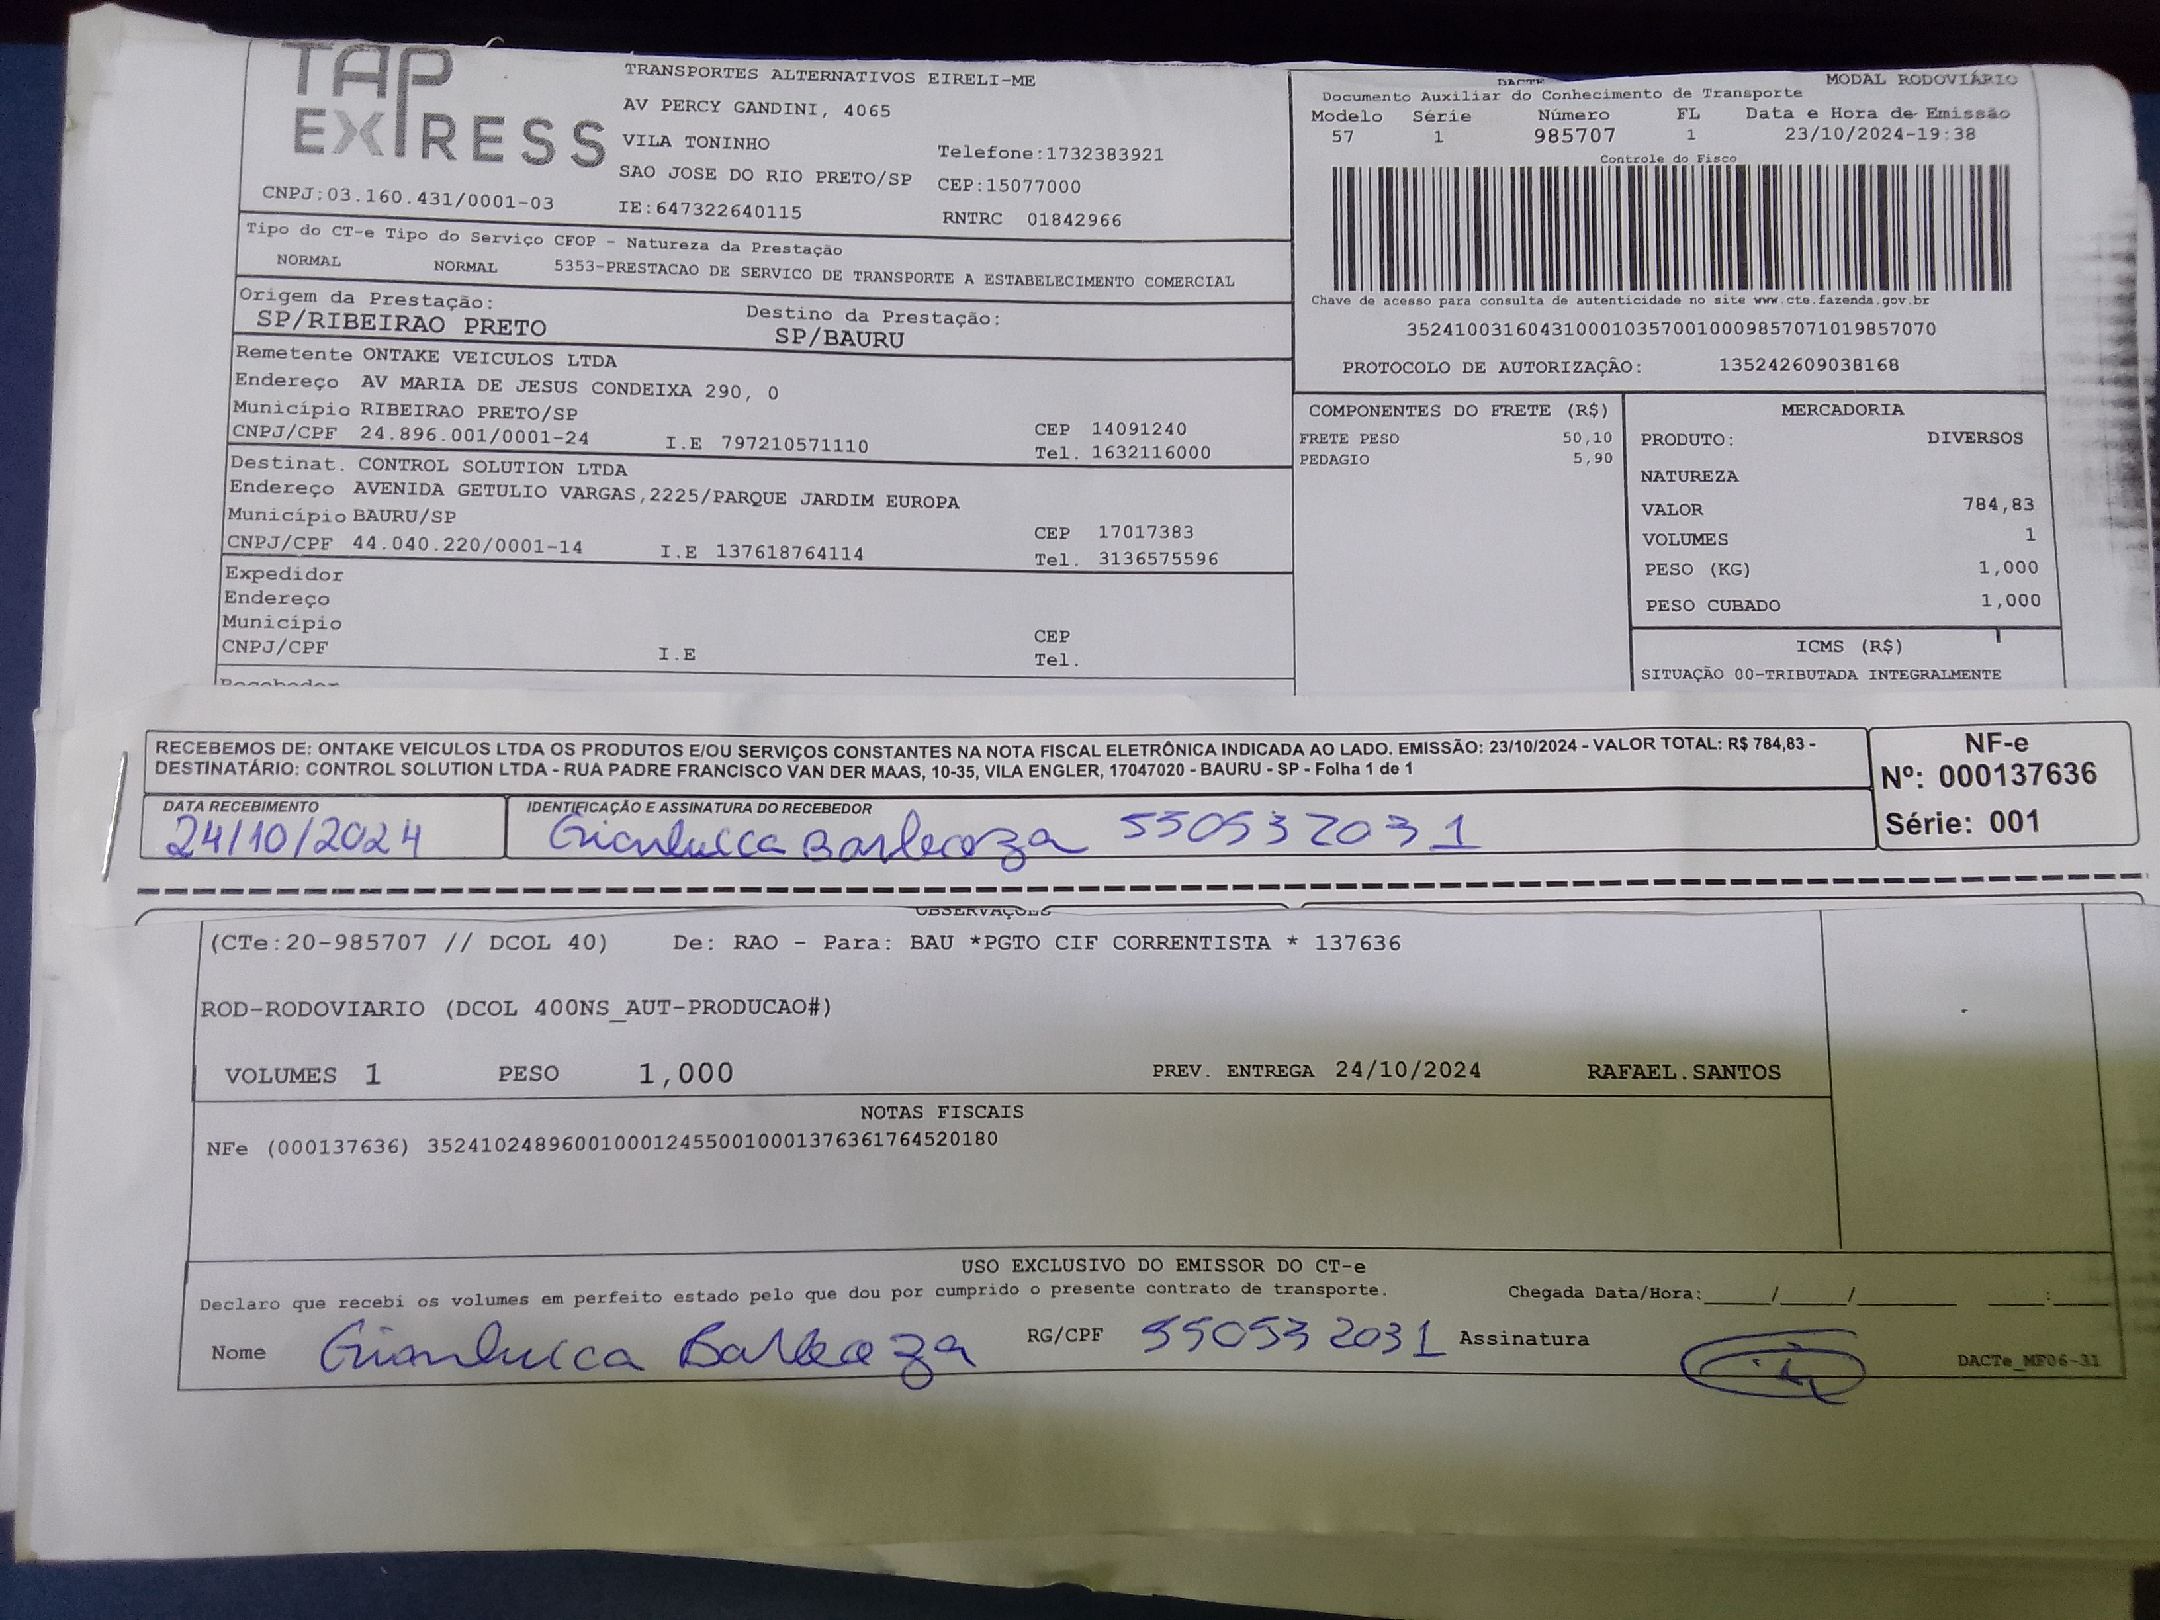 TAP EXPRESS
TRANSPORTES ALTERNATIVOS EIRELI-ME
AV PERCY GANDINI, 4065
VILA TONINHO Telefone:1732383921
SAO JOSE DO RIO PRETO/SP CEP:15077000
CNPJ:03.160.431/0001-03 IE:647322640115 RNTRC 01842966
DACTE MODAL RODOVIÁRIO
Documento Auxiliar do Conhecimento de Transporte
Modelo Série Número FL Data e Hora de Emissão
57 1 985707 1 23/10/2024-19:38
Controle do Fisco
Chave de acesso para consulta de autenticidade no site www.cte.fazenda.gov.br
35241003160431000103570010009857071019857070
PROTOCOLO DE AUTORIZAÇÃO: 135242609038168
Tipo do CT-e Tipo do Serviço CFOP - Natureza da Prestação
NORMAL NORMAL 5353-PRESTACAO DE SERVICO DE TRANSPORTE A ESTABELECIMENTO COMERCIAL
Origem da Prestação: Destino da Prestação:
SP/RIBEIRAO PRETO SP/BAURU
Remetente ONTAKE VEICULOS LTDA
Endereço AV MARIA DE JESUS CONDEIXA 290, 0
Município RIBEIRAO PRETO/SP CEP 14091240
CNPJ/CPF 24.896.001/0001-24 I.E 797210571110 Tel. 1632116000
Destinat. CONTROL SOLUTION LTDA
Endereço AVENIDA GETULIO VARGAS,2225/PARQUE JARDIM EUROPA
Município BAURU/SP CEP 17017383
CNPJ/CPF 44.040.220/0001-14 I.E 137618764114 Tel. 3136575596
Expedidor
Endereço
Município CEP
CNPJ/CPF I.E Tel.
COMPONENTES DO FRETE (R$)
FRETE PESO 50,10
PEDAGIO 5,90
MERCADORIA
PRODUTO: DIVERSOS
NATUREZA
VALOR 784,83
VOLUMES 1
PESO (KG) 1,000
PESO CUBADO 1,000
ICMS (R$)
SITUAÇÃO 00-TRIBUTADA INTEGRALMENTE
RECEBEMOS DE: ONTAKE VEICULOS LTDA OS PRODUTOS E/OU SERVIÇOS CONSTANTES NA NOTA FISCAL ELETRÔNICA INDICADA AO LADO. EMISSÃO: 23/10/2024 - VALOR TOTAL: R$ 784,83 -
DESTINATÁRIO: CONTROL SOLUTION LTDA - RUA PADRE FRANCISCO VAN DER MAAS, 10-35, VILA ENGLER, 17047020 - BAURU - SP - Folha 1 de 1
NF-e
Nº: 000137636
Série: 001
DATA RECEBIMENTO IDENTIFICAÇÃO E ASSINATURA DO RECEBEDOR
24/10/2024 550532031
OBSERVAÇÕES
(CTe:20-985707 // DCOL 40) De: RAO - Para: BAU *PGTO CIF CORRENTISTA * 137636
ROD-RODOVIARIO (DCOL 400NS_AUT-PRODUCAO#)
VOLUMES 1 PESO 1,000 PREV. ENTREGA 24/10/2024 RAFAEL.SANTOS
NOTAS FISCAIS
NFe (000137636) 35241024896001000124550010001376361764520180
USO EXCLUSIVO DO EMISSOR DO CT-e
Declaro que recebi os volumes em perfeito estado pelo que dou por cumprido o presente contrato de transporte. Chegada Data/Hora:_____/_____/________ ____:____
Nome Gianlucca RG/CPF 550532031 Assinatura
DACTe_MF06-31